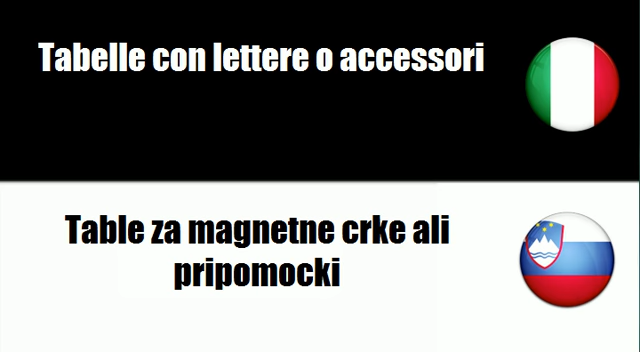 Tabelle con lettere o accessori
Table za magnetne crke ali
pripomocki